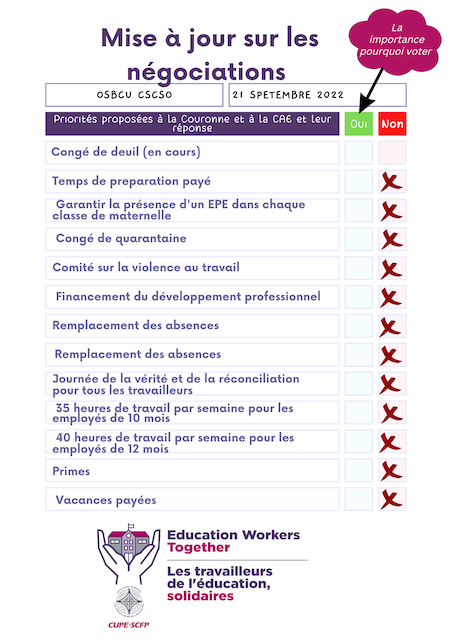 Mise à jour sur les
négociations
La
importance
pourquoi voter
OSBCU CSCSO
21 SPETEMBRE 2022
Priorités proposées à la Couronne et à la CAE et leur
réponse
Oui
Non
Congé de deuil (en cours)
Temps de preparation payé
Garantir la présence d'un EPE dans chaque
classe de maternelle
Congé de quarantaine
Comité sur la violence au travail
Financement du développement professionnel
Remplacement des absences
Remplacement des absences
Journée de la vérité et de la réconciliation
pour tous les travailleurs
35 heures de travail par semaine pour les
employés de 10 mois
40 heures de travail par semaine pour les
employés de 12 mois
Primes
Vacances payées
Education Workers
Together
Les travailleurs
de l'éducation,
solidaires
CUPE·SCFP